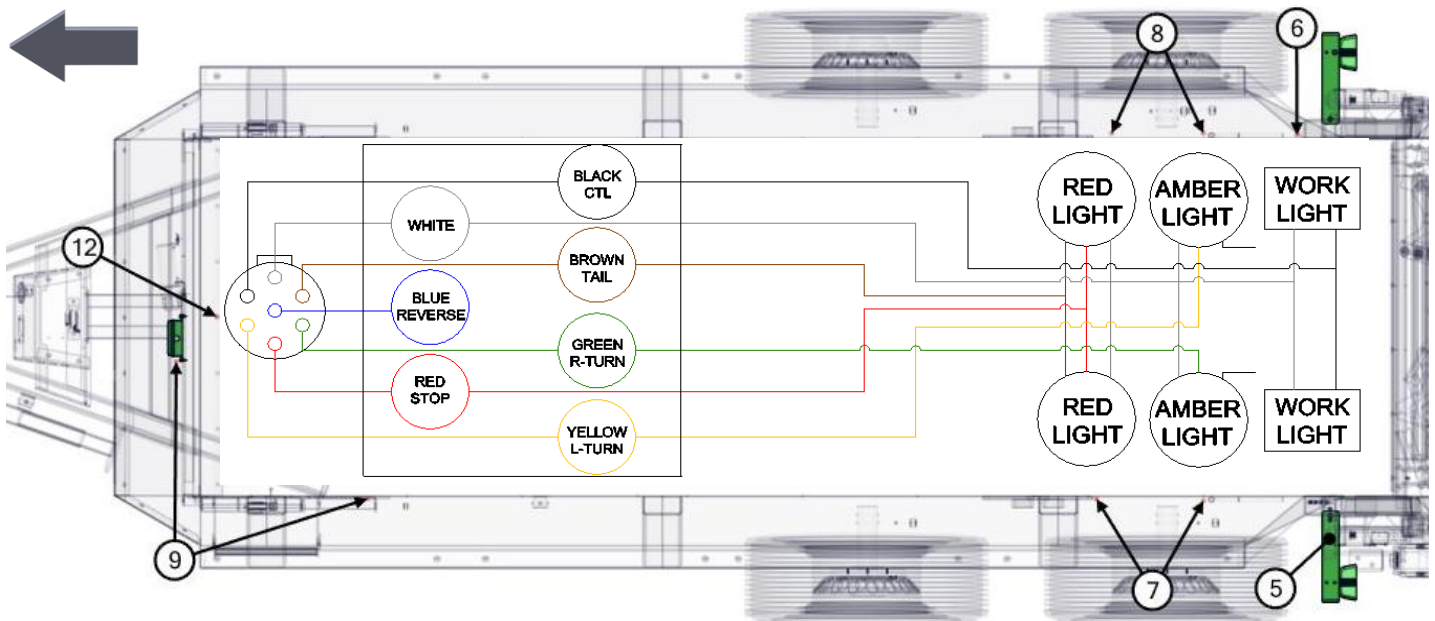 8
6
BLACK
CTL
RED
LIGHT
AMBER
LIGHT
WORK
LIGHT
WHITE
12
BROWN
TAIL
BLUE
REVERSE
GREEN
R-TURN
RED
STOP
RED
LIGHT
AMBER
LIGHT
WORK
LIGHT
YELLOW
L-TURN
9
7
5